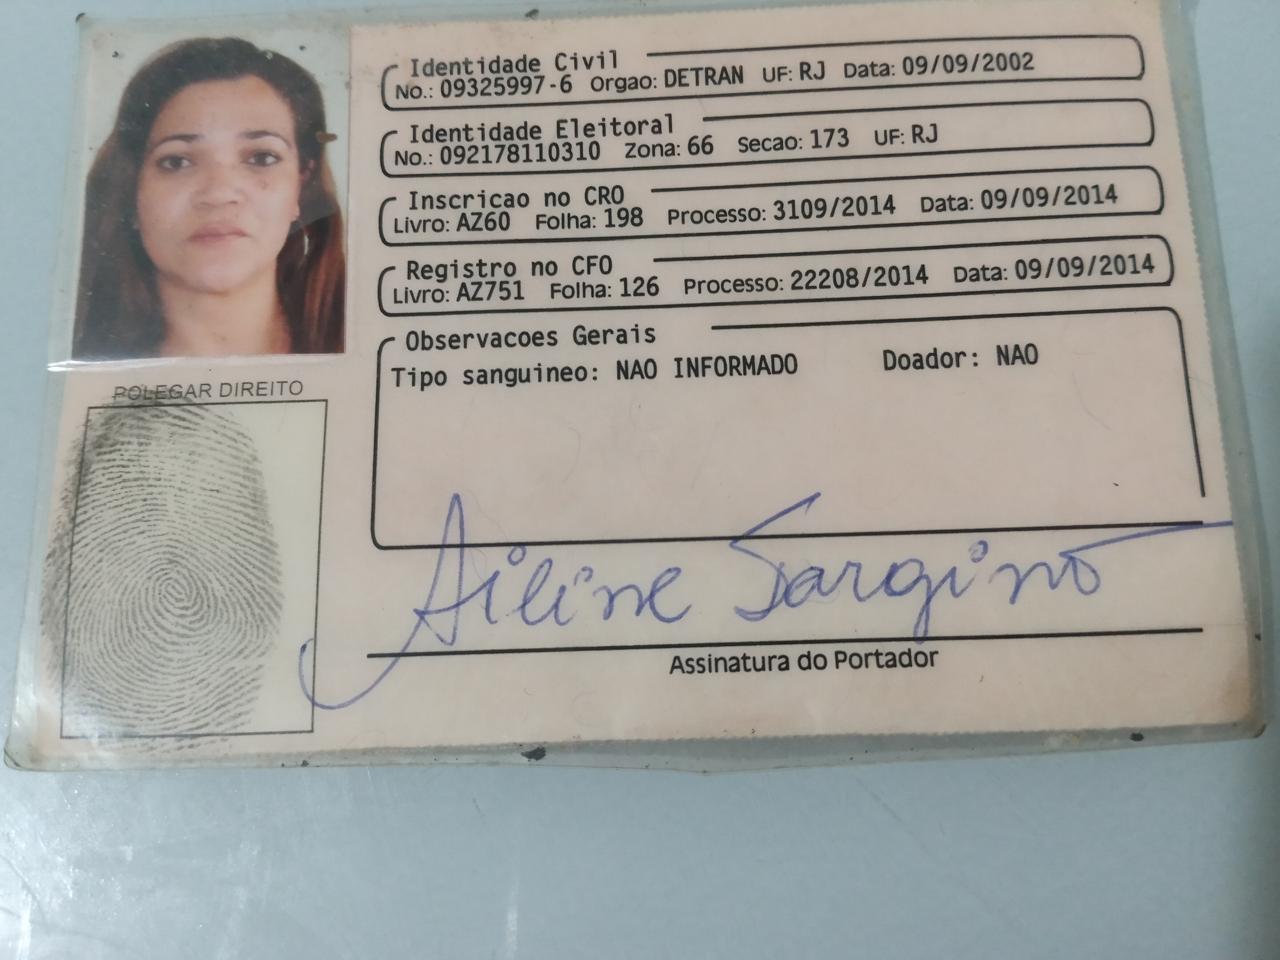 Identidade Civil
No.: 09325997-6 Orgao: DETRAN UF: RJ Data: 09/09/2002
Identidade Eleitoral
No.: 092178110310 Zona: 66 Secao: 173 UF: RJ
Inscricao no CRO
Livro: AZ60 Folha: 198 Processo: 3109/2014 Data: 09/09/2014
Registro no CFO
Livro: AZ751 Folha: 126 Processo: 22208/2014 Data: 09/09/2014
Observacoes Gerais
Tipo sanguineo: NAO INFORMADO Doador: NAO
POLEGAR DIREITO
Ailine Sargino
Assinatura do Portador